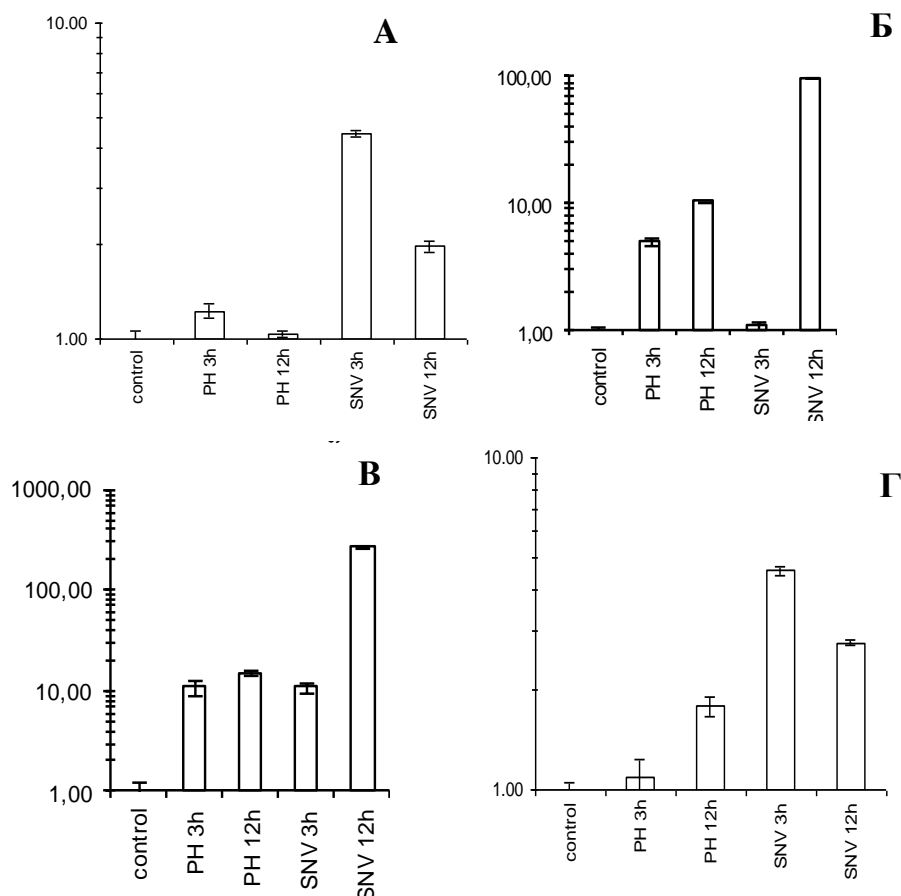 А
10.00
1.00
control
PH 3h
PH 12h
SNV 3h
SNV 12h
Б
100,00
10,00
1,00
control
PH 3h
PH 12h
SNV 3h
SNV 12h
В
1000,00
100,00
10,00
1,00
control
PH 3h
PH 12h
SNV 3h
SNV 12h
Г
10.00
1.00
control
PH 3h
PH 12h
SNV 3h
SNV 12h